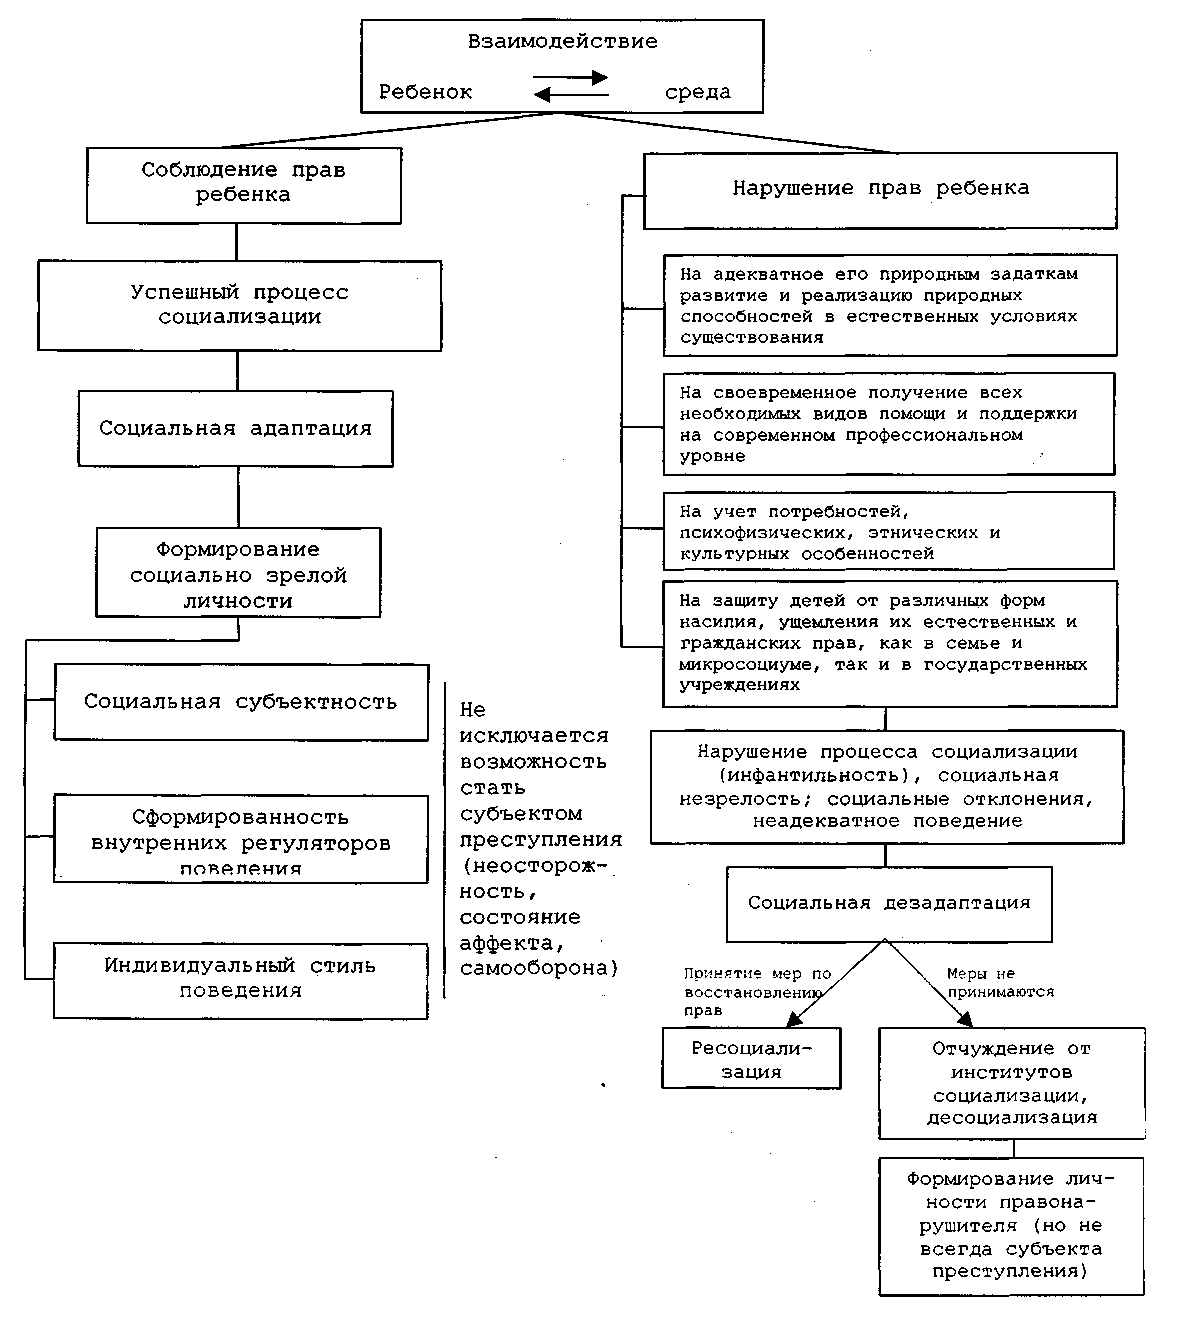 Взаимодействие
Ребенок среда
Соблюдение прав
ребенка
Успешный процесс
социализации
Социальная адаптация
Формирование
социально зрелой
личности
Социальная субъектность
Сформированность
внутренних регуляторов
поведения
Индивидуальный стиль
поведения
Не
исключается
возможность
стать
субъектом
преступления
(неосторож-
ность,
состояние
аффекта,
самооборона)
Нарушение прав ребенка
На адекватное его природным задаткам
развитие и реализацию природных
способностей в естественных условиях
существования
На своевременное получение всех
необходимых видов помощи и поддержки
на современном профессиональном
уровне
На учет потребностей,
психофизических, этнических и
культурных особенностей
На защиту детей от различных форм
насилия, ущемления их естественных и
гражданских прав, как в семье и
микросоциуме, так и в государственных
учреждениях
Нарушение процесса социализации
(инфантильность), социальная
незрелость; социальные отклонения,
неадекватное поведение
Социальная дезадаптация
Принятие мер по
восстановлению
прав
Меры не
принимаются
Ресоциали-
зация
Отчуждение от
институтов
социализации,
десоциализация
Формирование лич-
ности правона-
рушителя (но не
всегда субъекта
преступления)